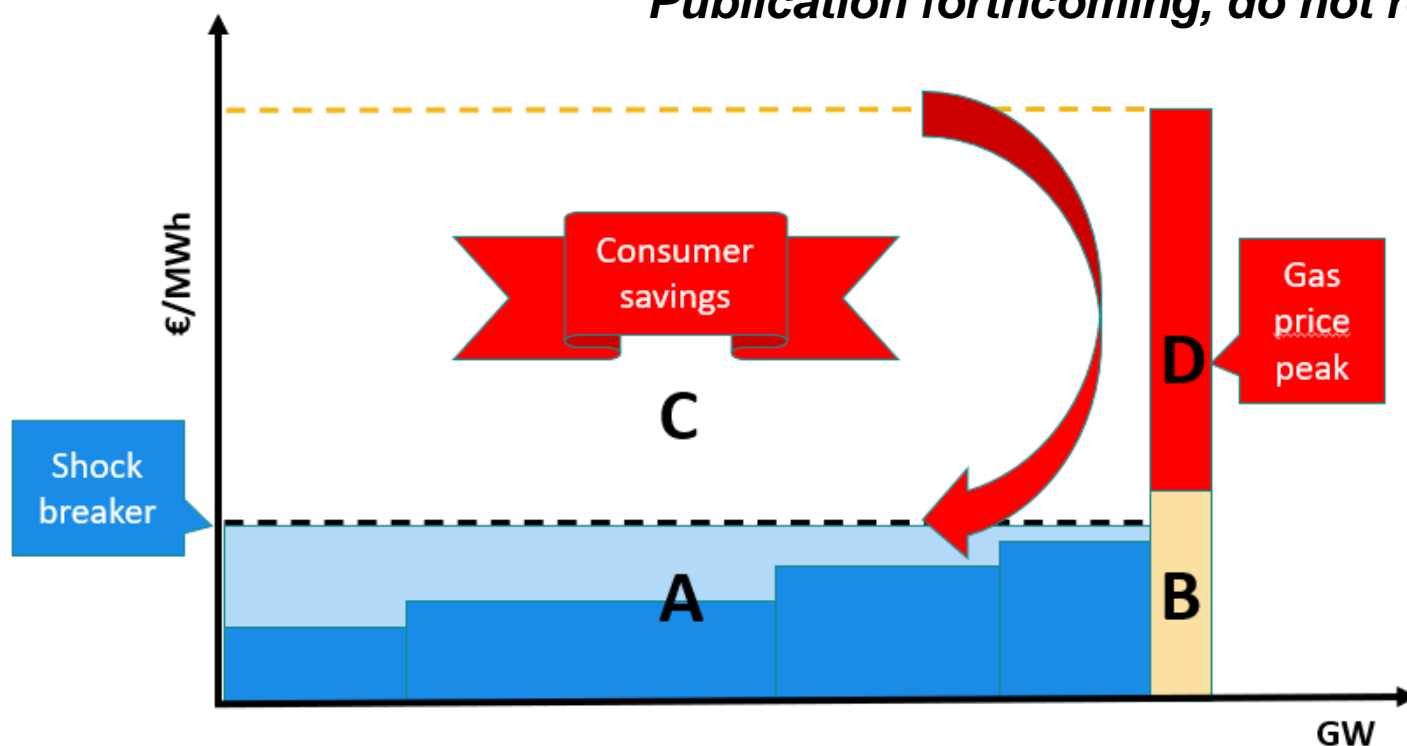 Publication forthcoming, do not
€/MWh
Consumer
savings
Gas
price
peak
D
C
Shock
breaker
A
B
GW